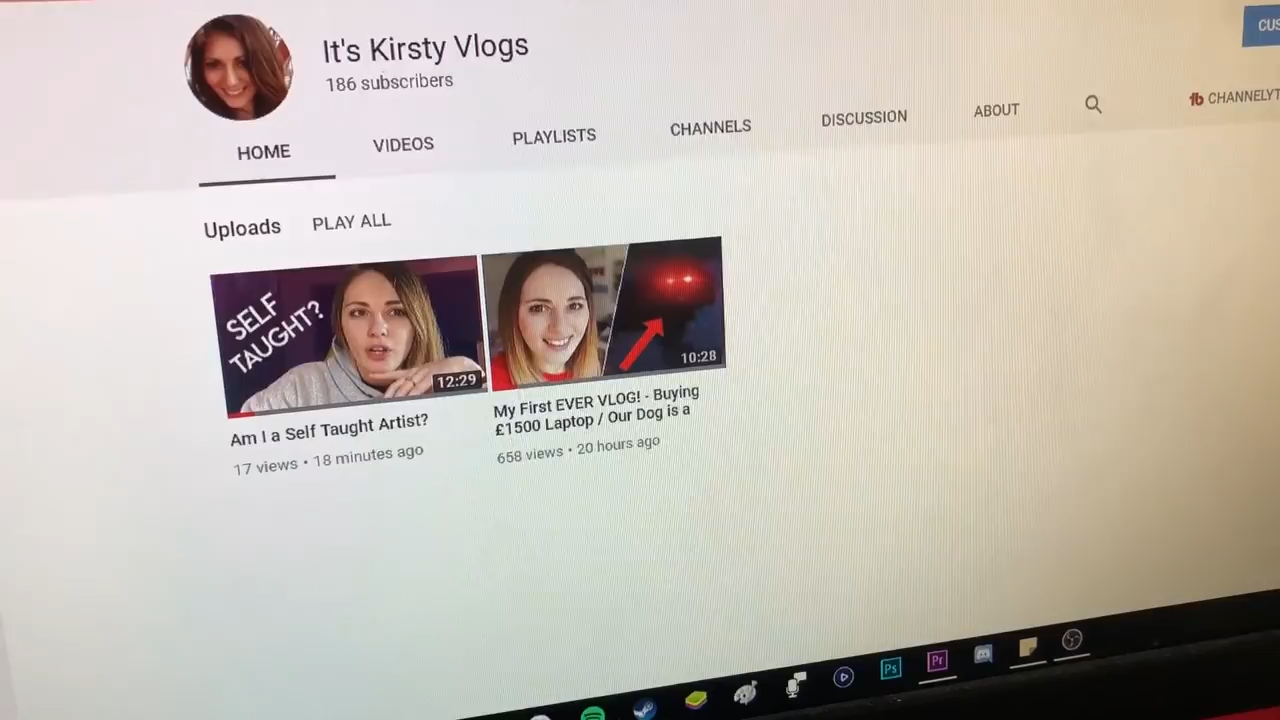 It's Kirsty Vlogs
CUS
186 subscribers
HOME
VIDEOS
PLAYLISTS
CHANNELS
DISCUSSION
ABOUT
tb CHANNELYT
Uploads
PLAY ALL
SELF
TAUGHT?
12:29
10:28
Am I a Self Taught Artist?
17 views • 18 minutes ago
My First EVER VLOG! - Buying
£1500 Laptop / Our Dog is a
658 views • 20 hours ago
Ps
Pr